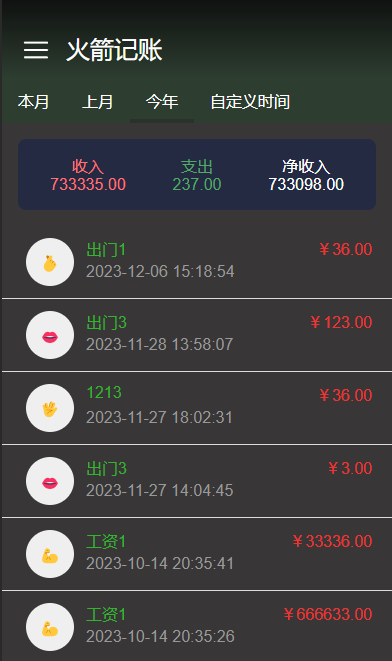 火箭记账
本月 上月 今年 自定义时间
收入 支出 净收入
733335.00 237.00 733098.00
出门1 ￥36.00
2023-12-06 15:18:54
出门3 ￥123.00
2023-11-28 13:58:07
1213 ￥36.00
2023-11-27 18:02:31
出门3 ￥3.00
2023-11-27 14:04:45
工资1 ￥33336.00
2023-10-14 20:35:41
工资1 ￥666633.00
2023-10-14 20:35:26